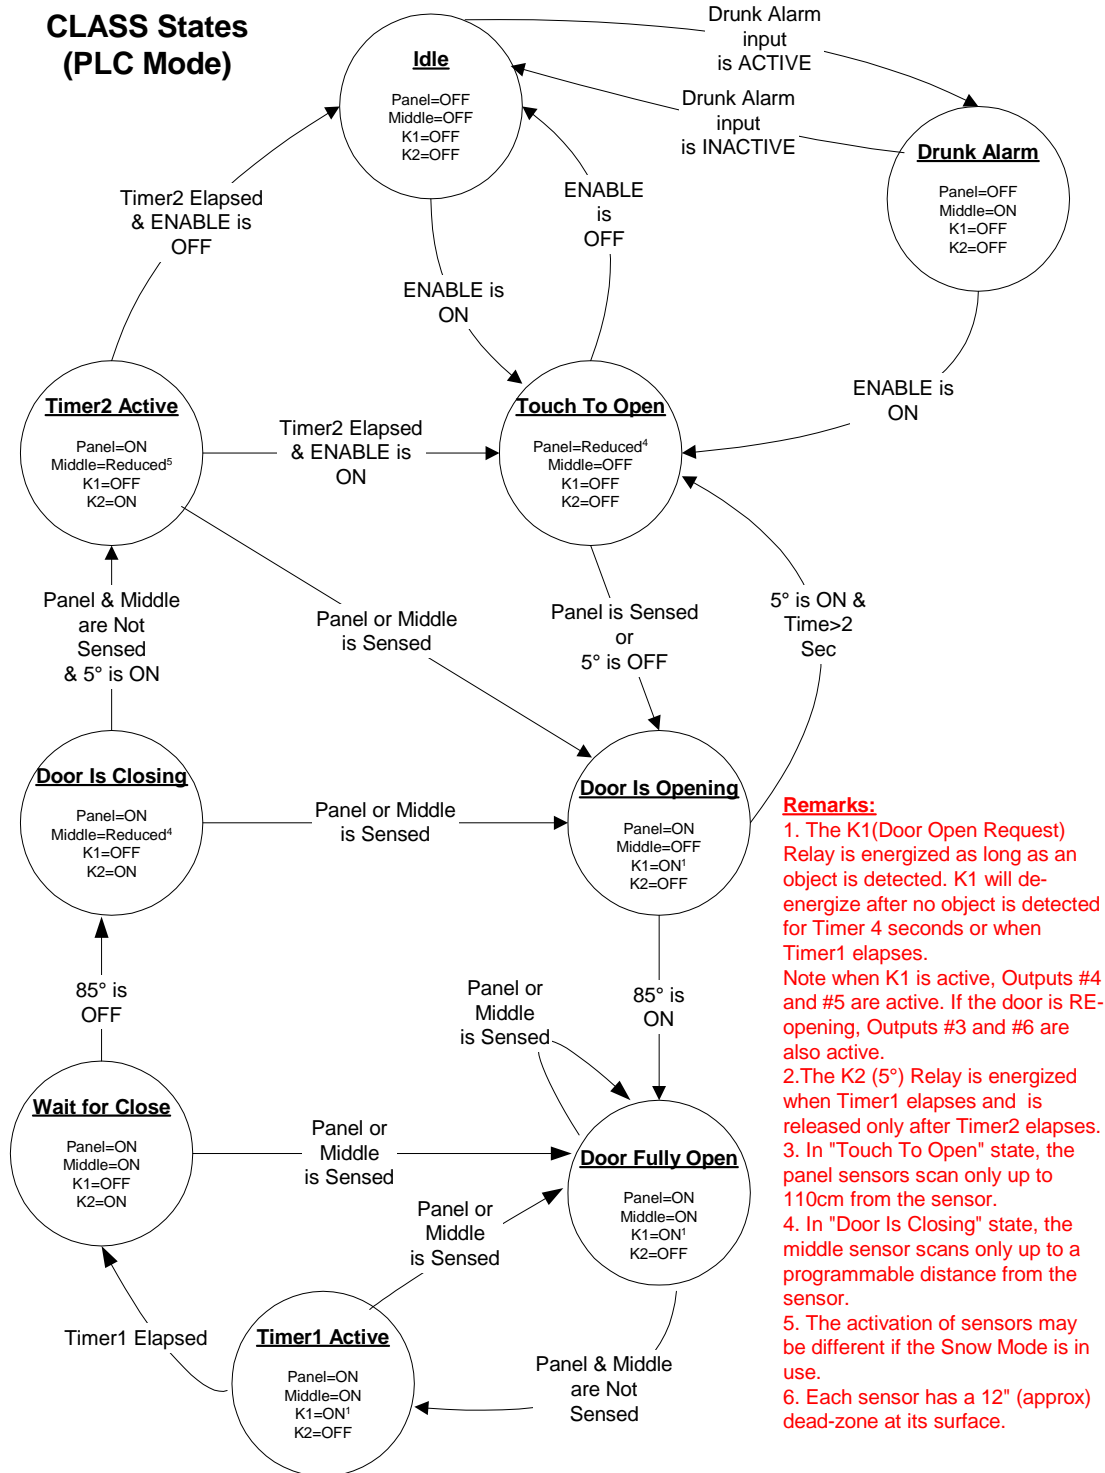 CLASS States
(PLC Mode)
Idle
Panel=OFF
Middle=OFF
K1=OFF
K2=OFF
Drunk Alarm
input
is ACTIVE
Drunk Alarm
input
is INACTIVE
Drunk Alarm
Panel=OFF
Middle=ON
K1=OFF
K2=OFF
Timer2 Elapsed
& ENABLE is
OFF
ENABLE
is
OFF
ENABLE is
ON
ENABLE is
ON
Timer2 Active
Panel=ON
Middle=Reduced⁵
K1=OFF
K2=ON
Timer2 Elapsed
& ENABLE is
ON
Touch To Open
Panel=Reduced⁴
Middle=OFF
K1=OFF
K2=OFF
Panel & Middle
are Not
Sensed
& 5° is ON
Panel or Middle
is Sensed
Panel is Sensed
or
5° is OFF
5° is ON &
Time>2
Sec
Door Is Closing
Panel=ON
Middle=Reduced⁴
K1=OFF
K2=ON
Panel or Middle
is Sensed
Door Is Opening
Panel=ON
Middle=OFF
K1=ON¹
K2=OFF
85° is
OFF
Panel or
Middle
is Sensed
85° is
ON
Wait for Close
Panel=ON
Middle=ON
K1=OFF
K2=ON
Panel or
Middle
is Sensed
Door Fully Open
Panel=ON
Middle=ON
K1=ON¹
K2=OFF
Panel or
Middle
is Sensed
Timer1 Elapsed
Timer1 Active
Panel=ON
Middle=ON
K1=ON¹
K2=OFF
Panel & Middle
are Not
Sensed
Remarks:
1. The K1(Door Open Request)
Relay is energized as long as an
object is detected. K1 will de-
energize after no object is detected
for Timer 4 seconds or when
Timer1 elapses.
Note when K1 is active, Outputs #4
and #5 are active. If the door is RE-
opening, Outputs #3 and #6 are
also active.
2.The K2 (5°) Relay is energized
when Timer1 elapses and is
released only after Timer2 elapses.
3. In "Touch To Open" state, the
panel sensors scan only up to
110cm from the sensor.
4. In "Door Is Closing" state, the
middle sensor scans only up to a
programmable distance from the
sensor.
5. The activation of sensors may
be different if the Snow Mode is in
use.
6. Each sensor has a 12" (approx)
dead-zone at its surface.